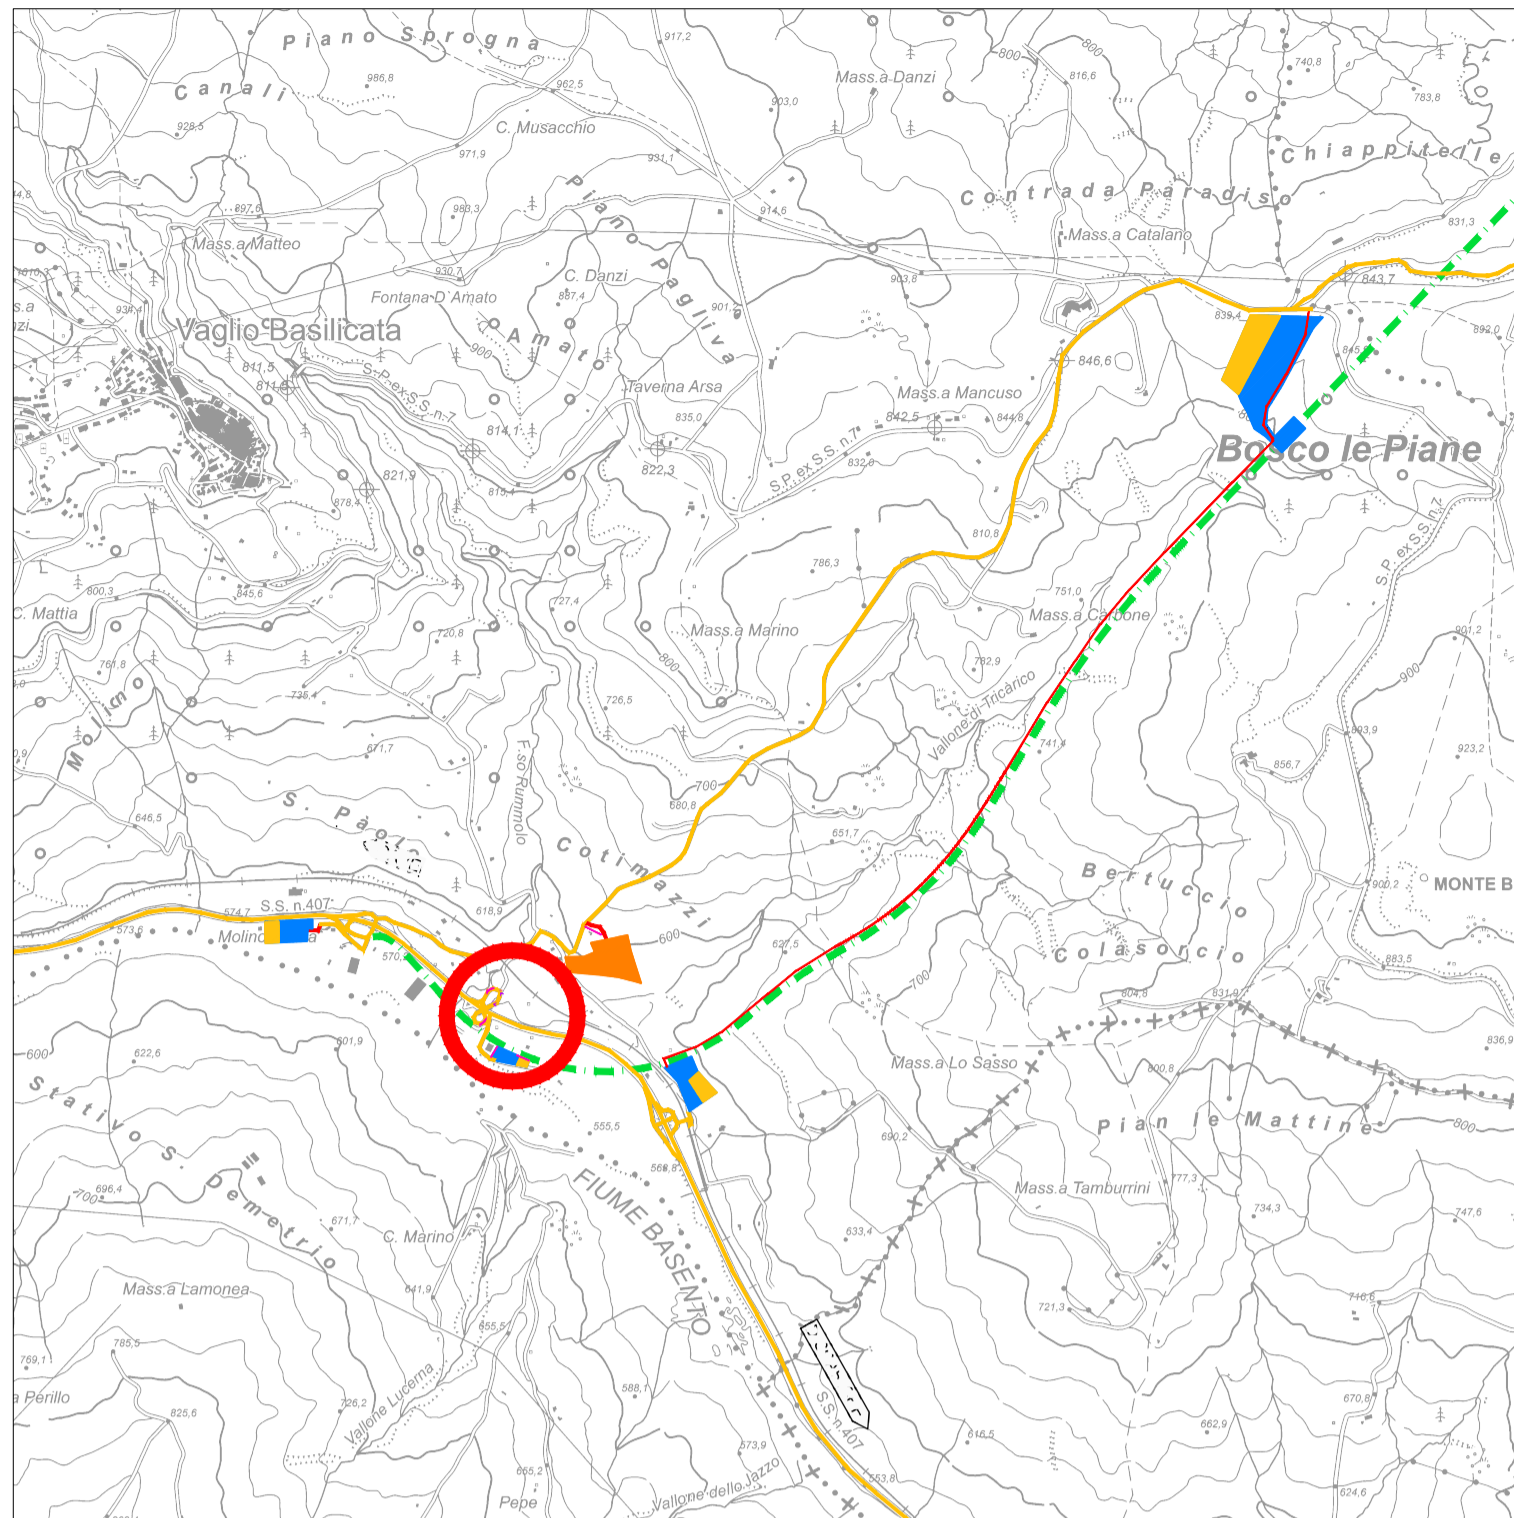 Piano Sprogna
917,2
986,8
962,5
Canali
928,5
C. Musacchio
971,9
931,1
Mass.a Danzi
903,0
800
800
816,6
740,8
783,8
Chiappitelle
Contrada Paradiso
831,3
Piano Pagliva
914,6
Mass.a Catalano
897,6
983,3
Mass.a Matteo
930,7
C. Danzi
887,4
903,8
843,7
Fontana D'Amato
901,2
934,4
Vaglio Basilicata
Amato
900
839,4
892,0
811,5
S.P. ex S.S. n.7
846,6
Taverna Arsa
835,0
Mass.a Mancuso
842,5
844,8
814,1
822,3
832,0
S.P. ex S.S. n.7
Bosco le Piane
821,9
815,4
878,4
S.P. ex S.S. n.7
810,8
786,3
800,3
845,6
C. Mattia
727,4
751,0
Mass.a Carbone
720,8
Mass.a Marino
800
901,2
761,8
782,9
900
735,4
726,5
Vallone di Tricàrico
Molino
671,7
741,4
893,9
923,2
856,7
700
680,8
S. Pàolo
646,5
F.so Rummolo
651,7
Cotimazzi
Bertuccio
900,2
MONTE B
618,9
S.S. n.407
574,7
573,6
600
627,5
Colasorcio
883,5
700
804,8
831,9
601,9
600
622,6
836,9
Mass.a Lo Sasso
800,8
Stativo S. Demetrio
555,5
690,2
Pian le Mattine
800
568,8
777,3
FIUME BASENTO
Mass.a Tamburrini
700
696,4
671,7
734,3
747,6
C. Marino
633,4
Mass.a Lamonea
641,9
721,3
716,6
655,5
785,5
769,1
a Perillo
Vallone Lucerna
726,2
588,1
670,8
825,6
S.S. n.407
662,9
616,5
573,9
665,2
553,8
Vallone dello Jazzo
624,6
Pepe